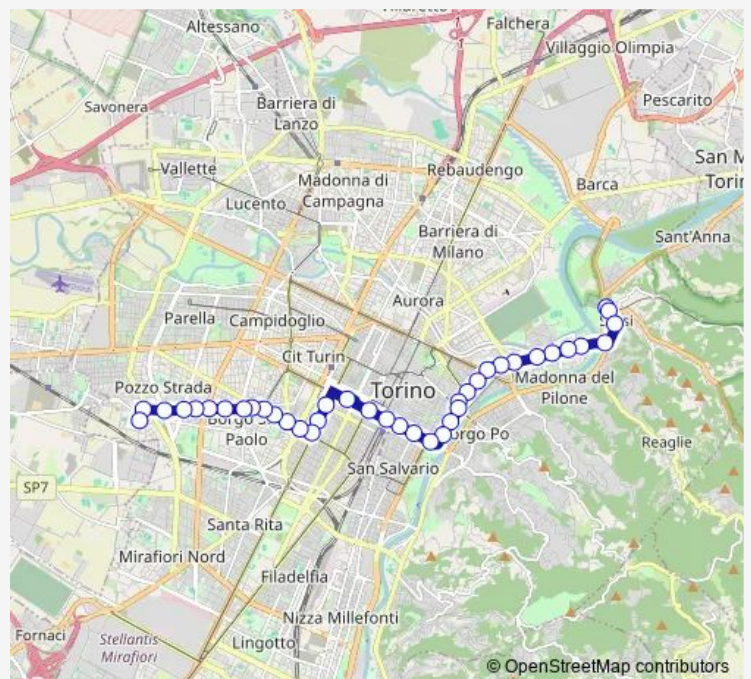 Altessano
Falchera
Villaggio Olimpia
Savonera
Barriera di
Lanzo
Pescarito
Vallette
Madonna di
Campagna
Rebaudengo
San M
Torin
Lucento
Barca
Barriera di
Milano
Sant'Anna
Aurora
Parella
Campidoglio
Cit Turin
Pozzo Strada
Torino
Madonna del
Pilone
Paolo
Borgo Po
Reaglie
San Salvario
SP7
Santa Rita
Mirafiori Nord
Filadelfia
Nizza Millefonti
Fornaci
Stellantis
Mirafiori
Lingotto
© OpenStreetMap contributors